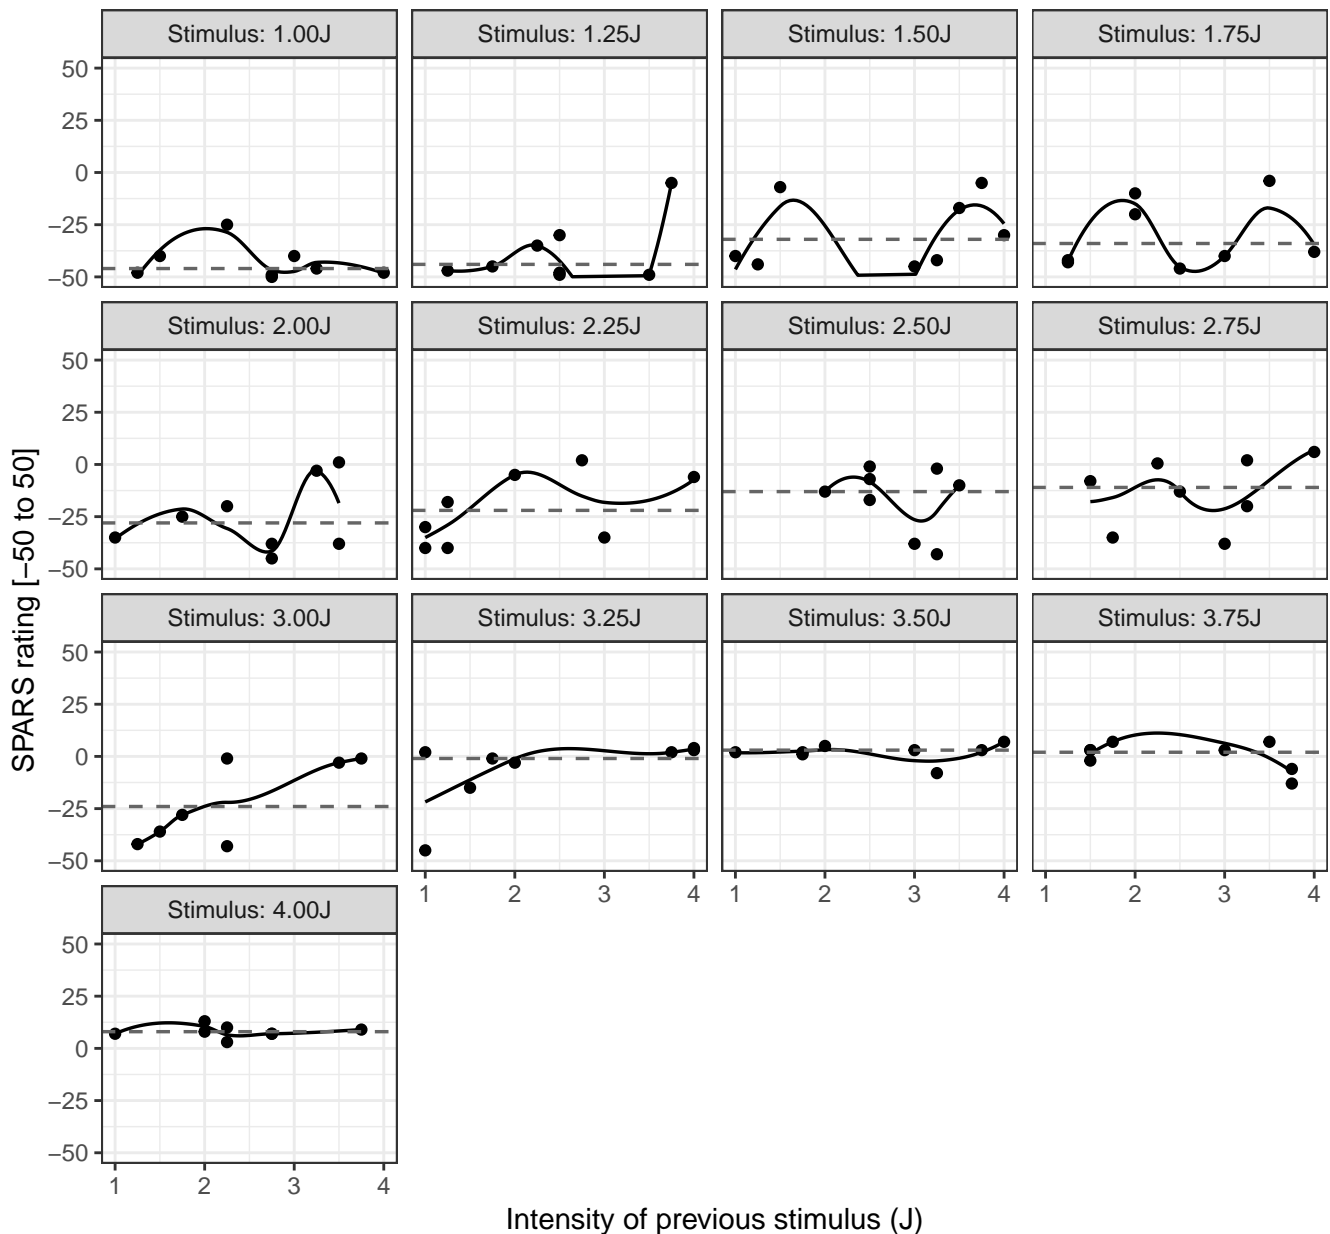 Stimulus: 1.00J
Stimulus: 1.25J
Stimulus: 1.50J
Stimulus: 1.75J
50
25
0
−25
−50
Stimulus: 2.00J
Stimulus: 2.25J
Stimulus: 2.50J
Stimulus: 2.75J
50
25
0
−25
−50
Stimulus: 3.00J
Stimulus: 3.25J
Stimulus: 3.50J
Stimulus: 3.75J
50
25
0
−25
−50
1 2 3 4
1 2 3 4
1 2 3 4
Stimulus: 4.00J
50
25
0
−25
−50
1 2 3 4
SPARS rating [−50 to 50]
Intensity of previous stimulus (J)